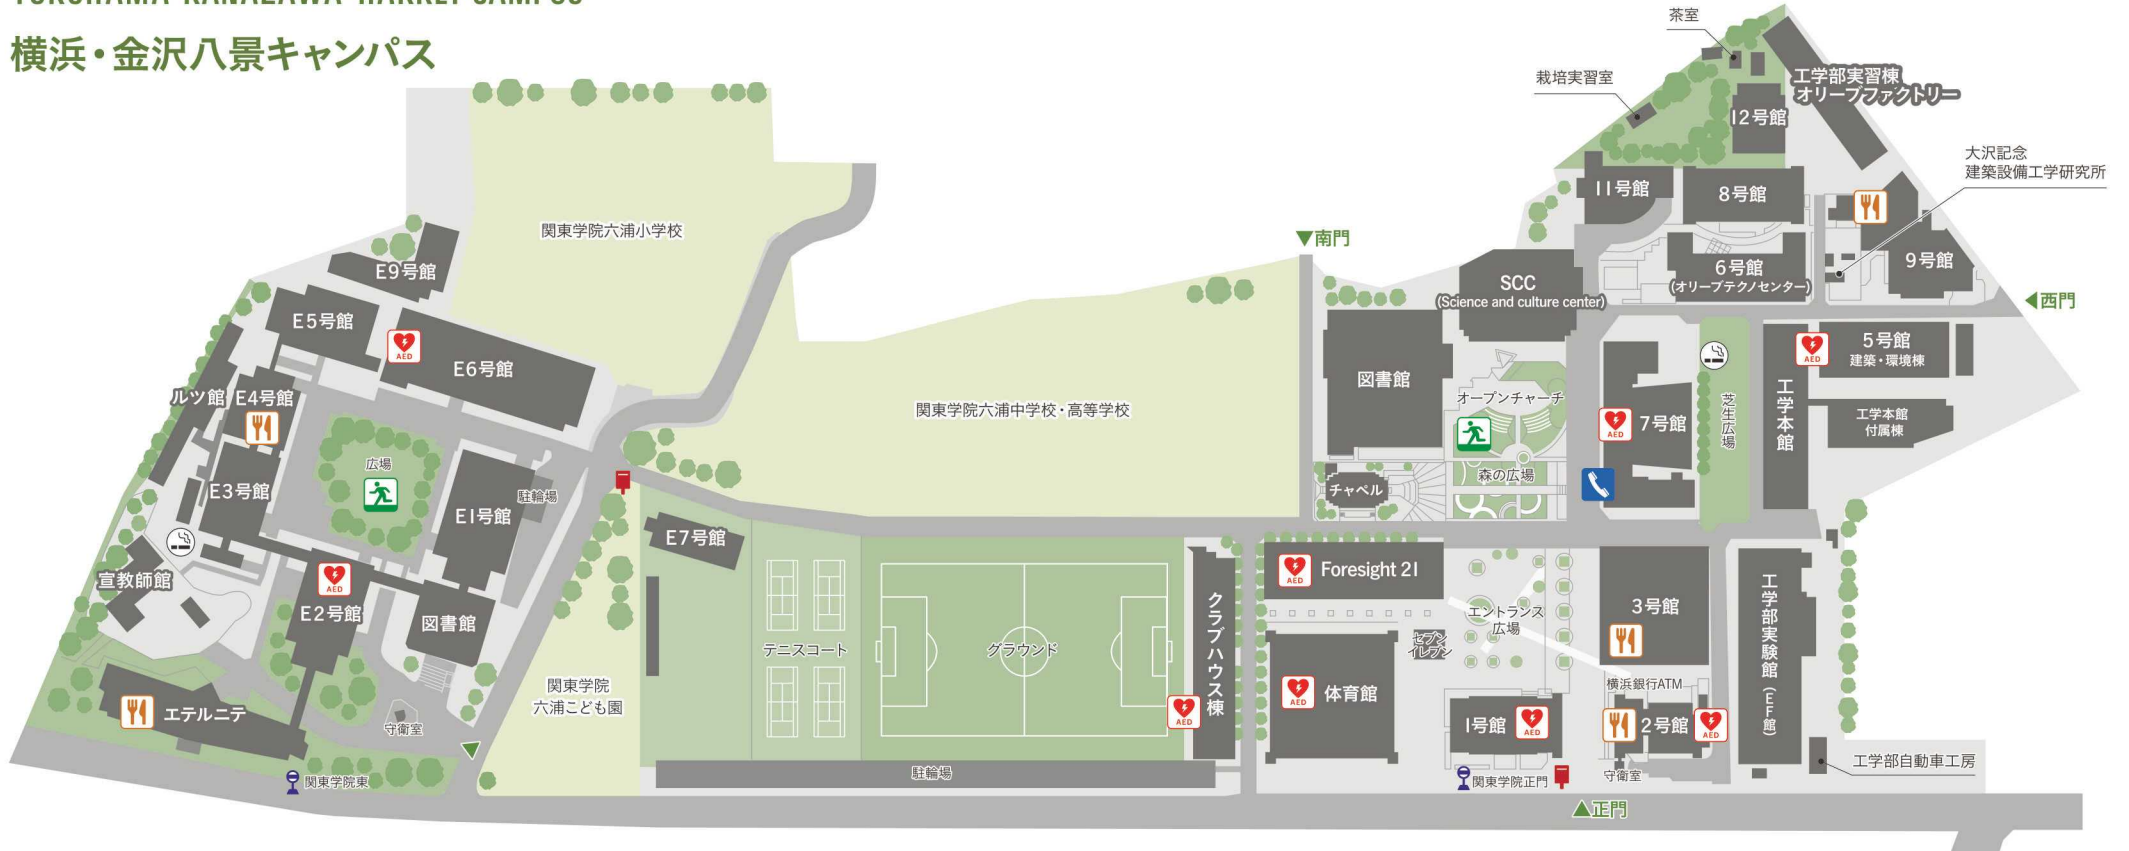 YOKOHAMA-KANAZAWA-HAKKEI CAMPUS
横浜・金沢八景キャンパス
茶室
栽培実習室
工学部実習棟
オリーブファクトリー
12号館
大沢記念
建築設備工学研究所
11号館
8号館
関東学院六浦小学校
南門
E9号館
SCC
(Science and culture center)
6号館
(オリーブテクノセンター)
9号館
西門
E5号館
AED
E6号館
図書館
オープンチャーチ
AED
7号館
芝生広場
工学本館
AED
5号館
建築・環境棟
工学本館
付属棟
ルツ館
E4号館
関東学院六浦中学校・高等学校
広場
E3号館
E1号館
駐輪場
チャペル
森の広場
E7号館
宣教師館
AED
E2号館
図書館
AED
Foresight 21
エントランス
広場
セブン
イレブン
3号館
工学部実験館(EF館)
テニスコート
グラウンド
クラブハウス棟
AED
関東学院
六浦こども園
エテルニテ
守衛室
AED
体育館
1号館
AED
横浜銀行ATM
2号館
AED
関東学院東
駐輪場
関東学院正門
守衛室
工学部自動車工房
正門